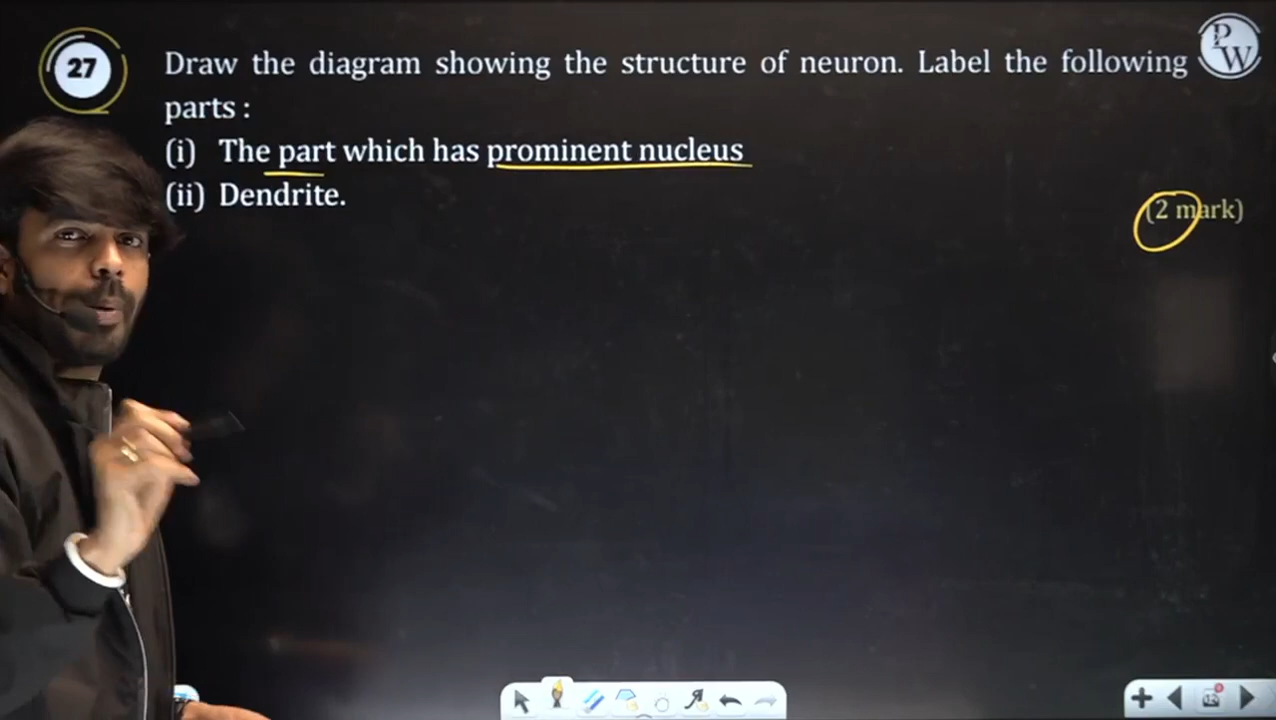 27
Draw the diagram showing the structure of neuron. Label the following
parts :
(i) The part which has prominent nucleus
(ii) Dendrite.
(2 mark)
PW